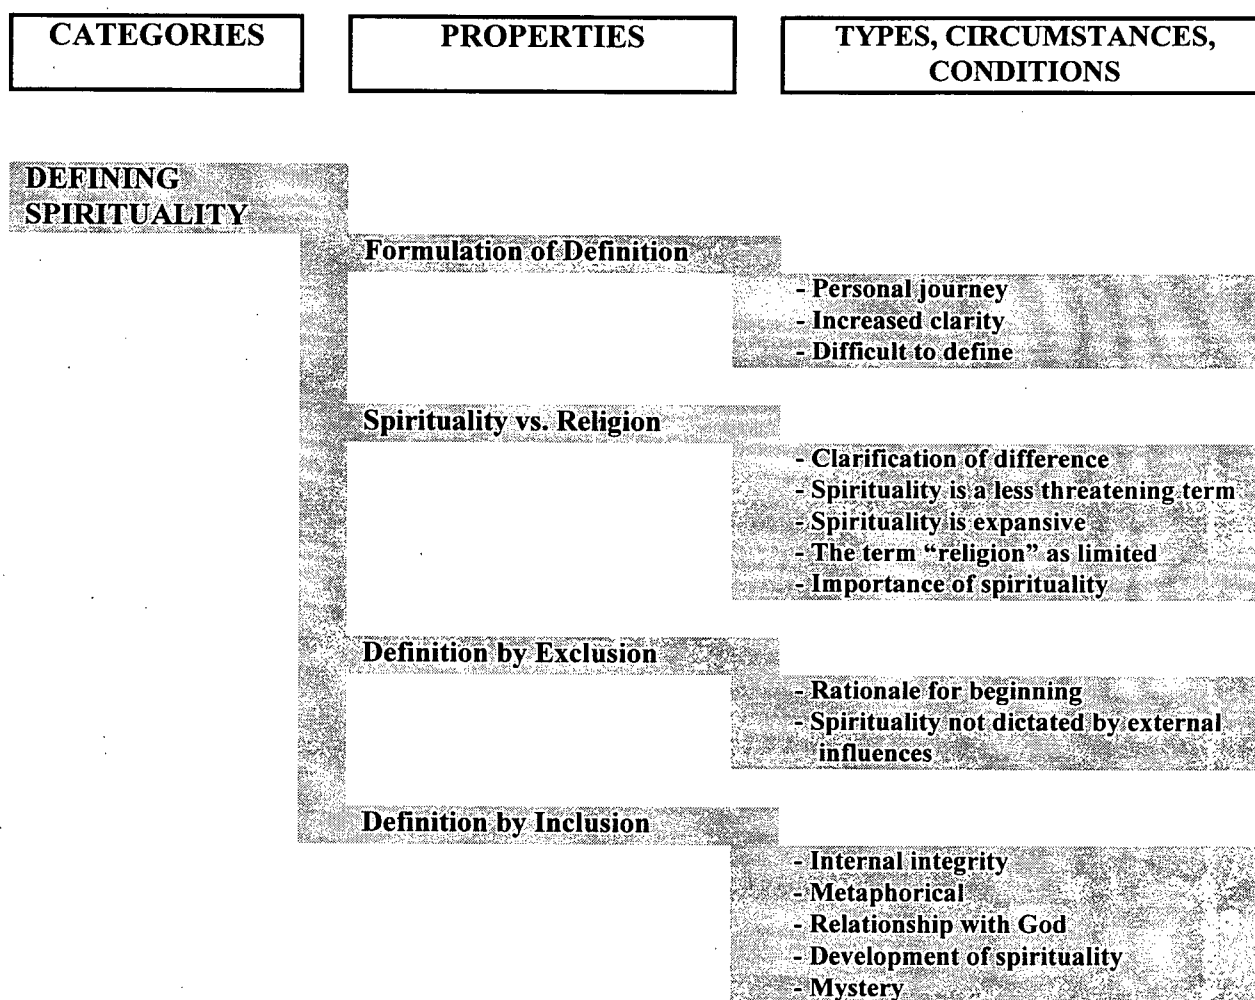 CATEGORIES
PROPERTIES
TYPES, CIRCUMSTANCES,
CONDITIONS
DEFINING
SPIRITUALITY
Formulation of Definition
- Personal journey
- Increased clarity
- Difficult to define
Spirituality vs. Religion
- Clarification of difference
- Spirituality is a less threatening term
- Spirituality is expansive
- The term “religion” as limited
- Importance of spirituality
Definition by Exclusion
- Rationale for beginning
- Spirituality not dictated by external
influences
Definition by Inclusion
- Internal integrity
- Metaphorical
- Relationship with God
- Development of spirituality
- Mystery